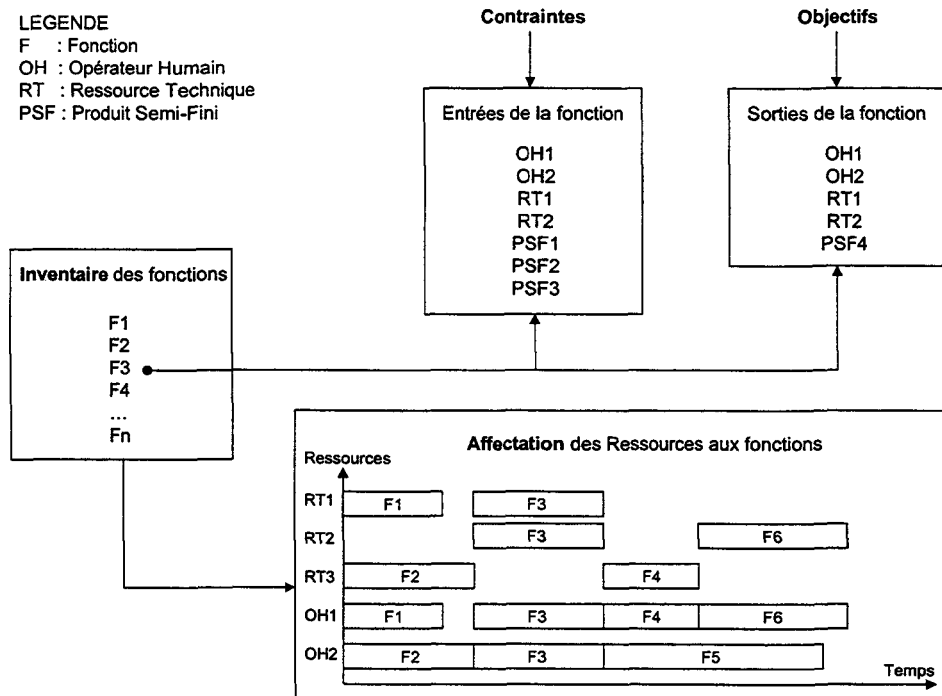 LEGENDE
F : Fonction
OH : Opérateur Humain
RT : Ressource Technique
PSF : Produit Semi-Fini
Contraintes
Objectifs
Entrées de la fonction
OH1
OH2
RT1
RT2
PSF1
PSF2
PSF3
Sorties de la fonction
OH1
OH2
RT1
RT2
PSF4
Inventaire des fonctions
F1
F2
F3
F4
...
Fn
Affectation des Ressources aux fonctions
Ressources
RT1 F1 F3
RT2 F3 F6
RT3 F2 F4
OH1 F1 F3 F4 F6
OH2 F2 F3 F5
Temps